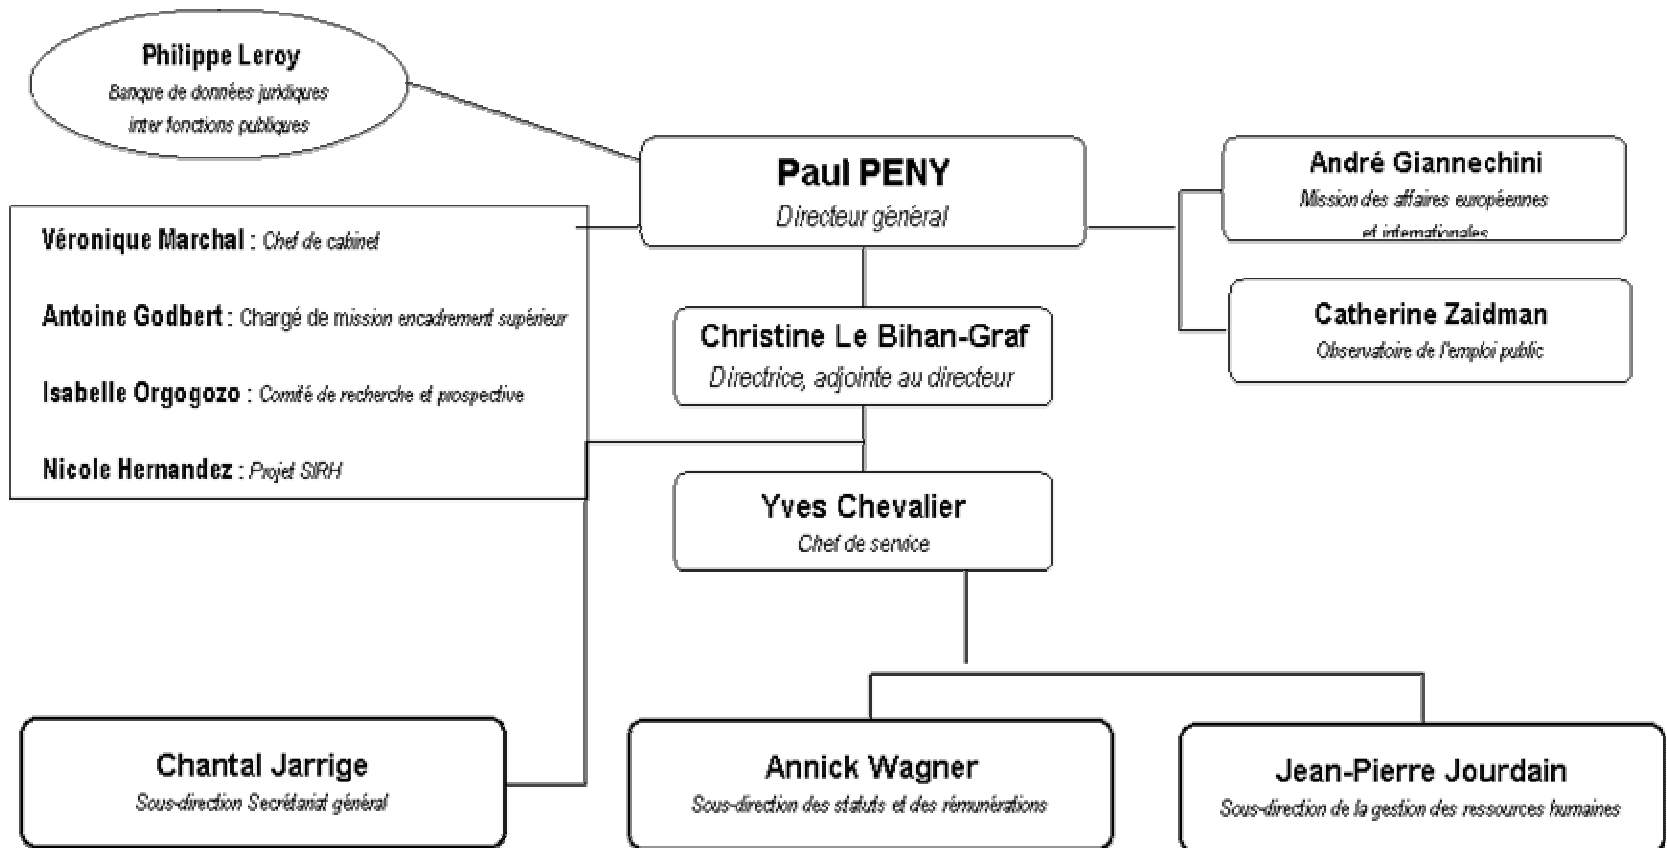 Philippe Leroy
Banque de données juridiques
inter fonctions publiques
Paul PENY
Directeur général
André Giannechini
Mission des affaires européennes
et internationales
Véronique Marchal : Chef de cabinet
Antoine Godbert : Chargé de mission encadrement supérieur
Isabelle Orgogozo : Comité de recherche et prospective
Nicole Hernandez : Projet SIRH
Christine Le Bihan-Graf
Directrice, adjointe au directeur
Catherine Zaidman
Observatoire de l'emploi public
Yves Chevalier
Chef de service
Chantal Jarrige
Sous-direction Secrétariat général
Annick Wagner
Sous-direction des statuts et des rémunérations
Jean-Pierre Jourdain
Sous-direction de la gestion des ressources humaines